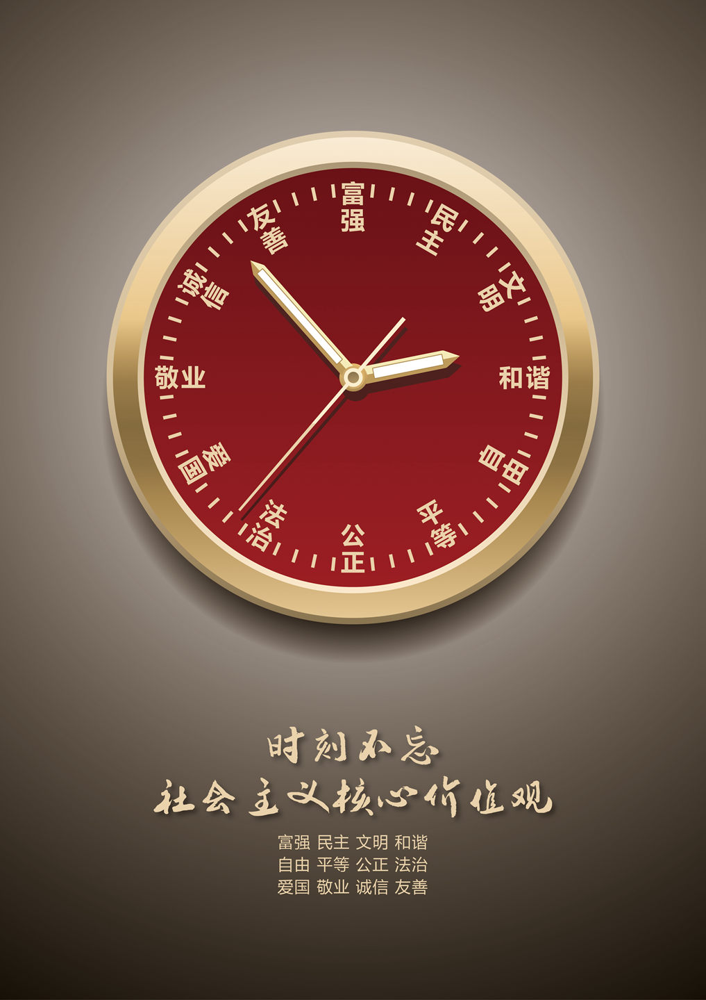 富强
民主
文明
和谐
自由
平等
公正
法治
爱国
敬业
诚信
友善
时刻不忘
社会主义核心价值观
富强 民主 文明 和谐
自由 平等 公正 法治
爱国 敬业 诚信 友善